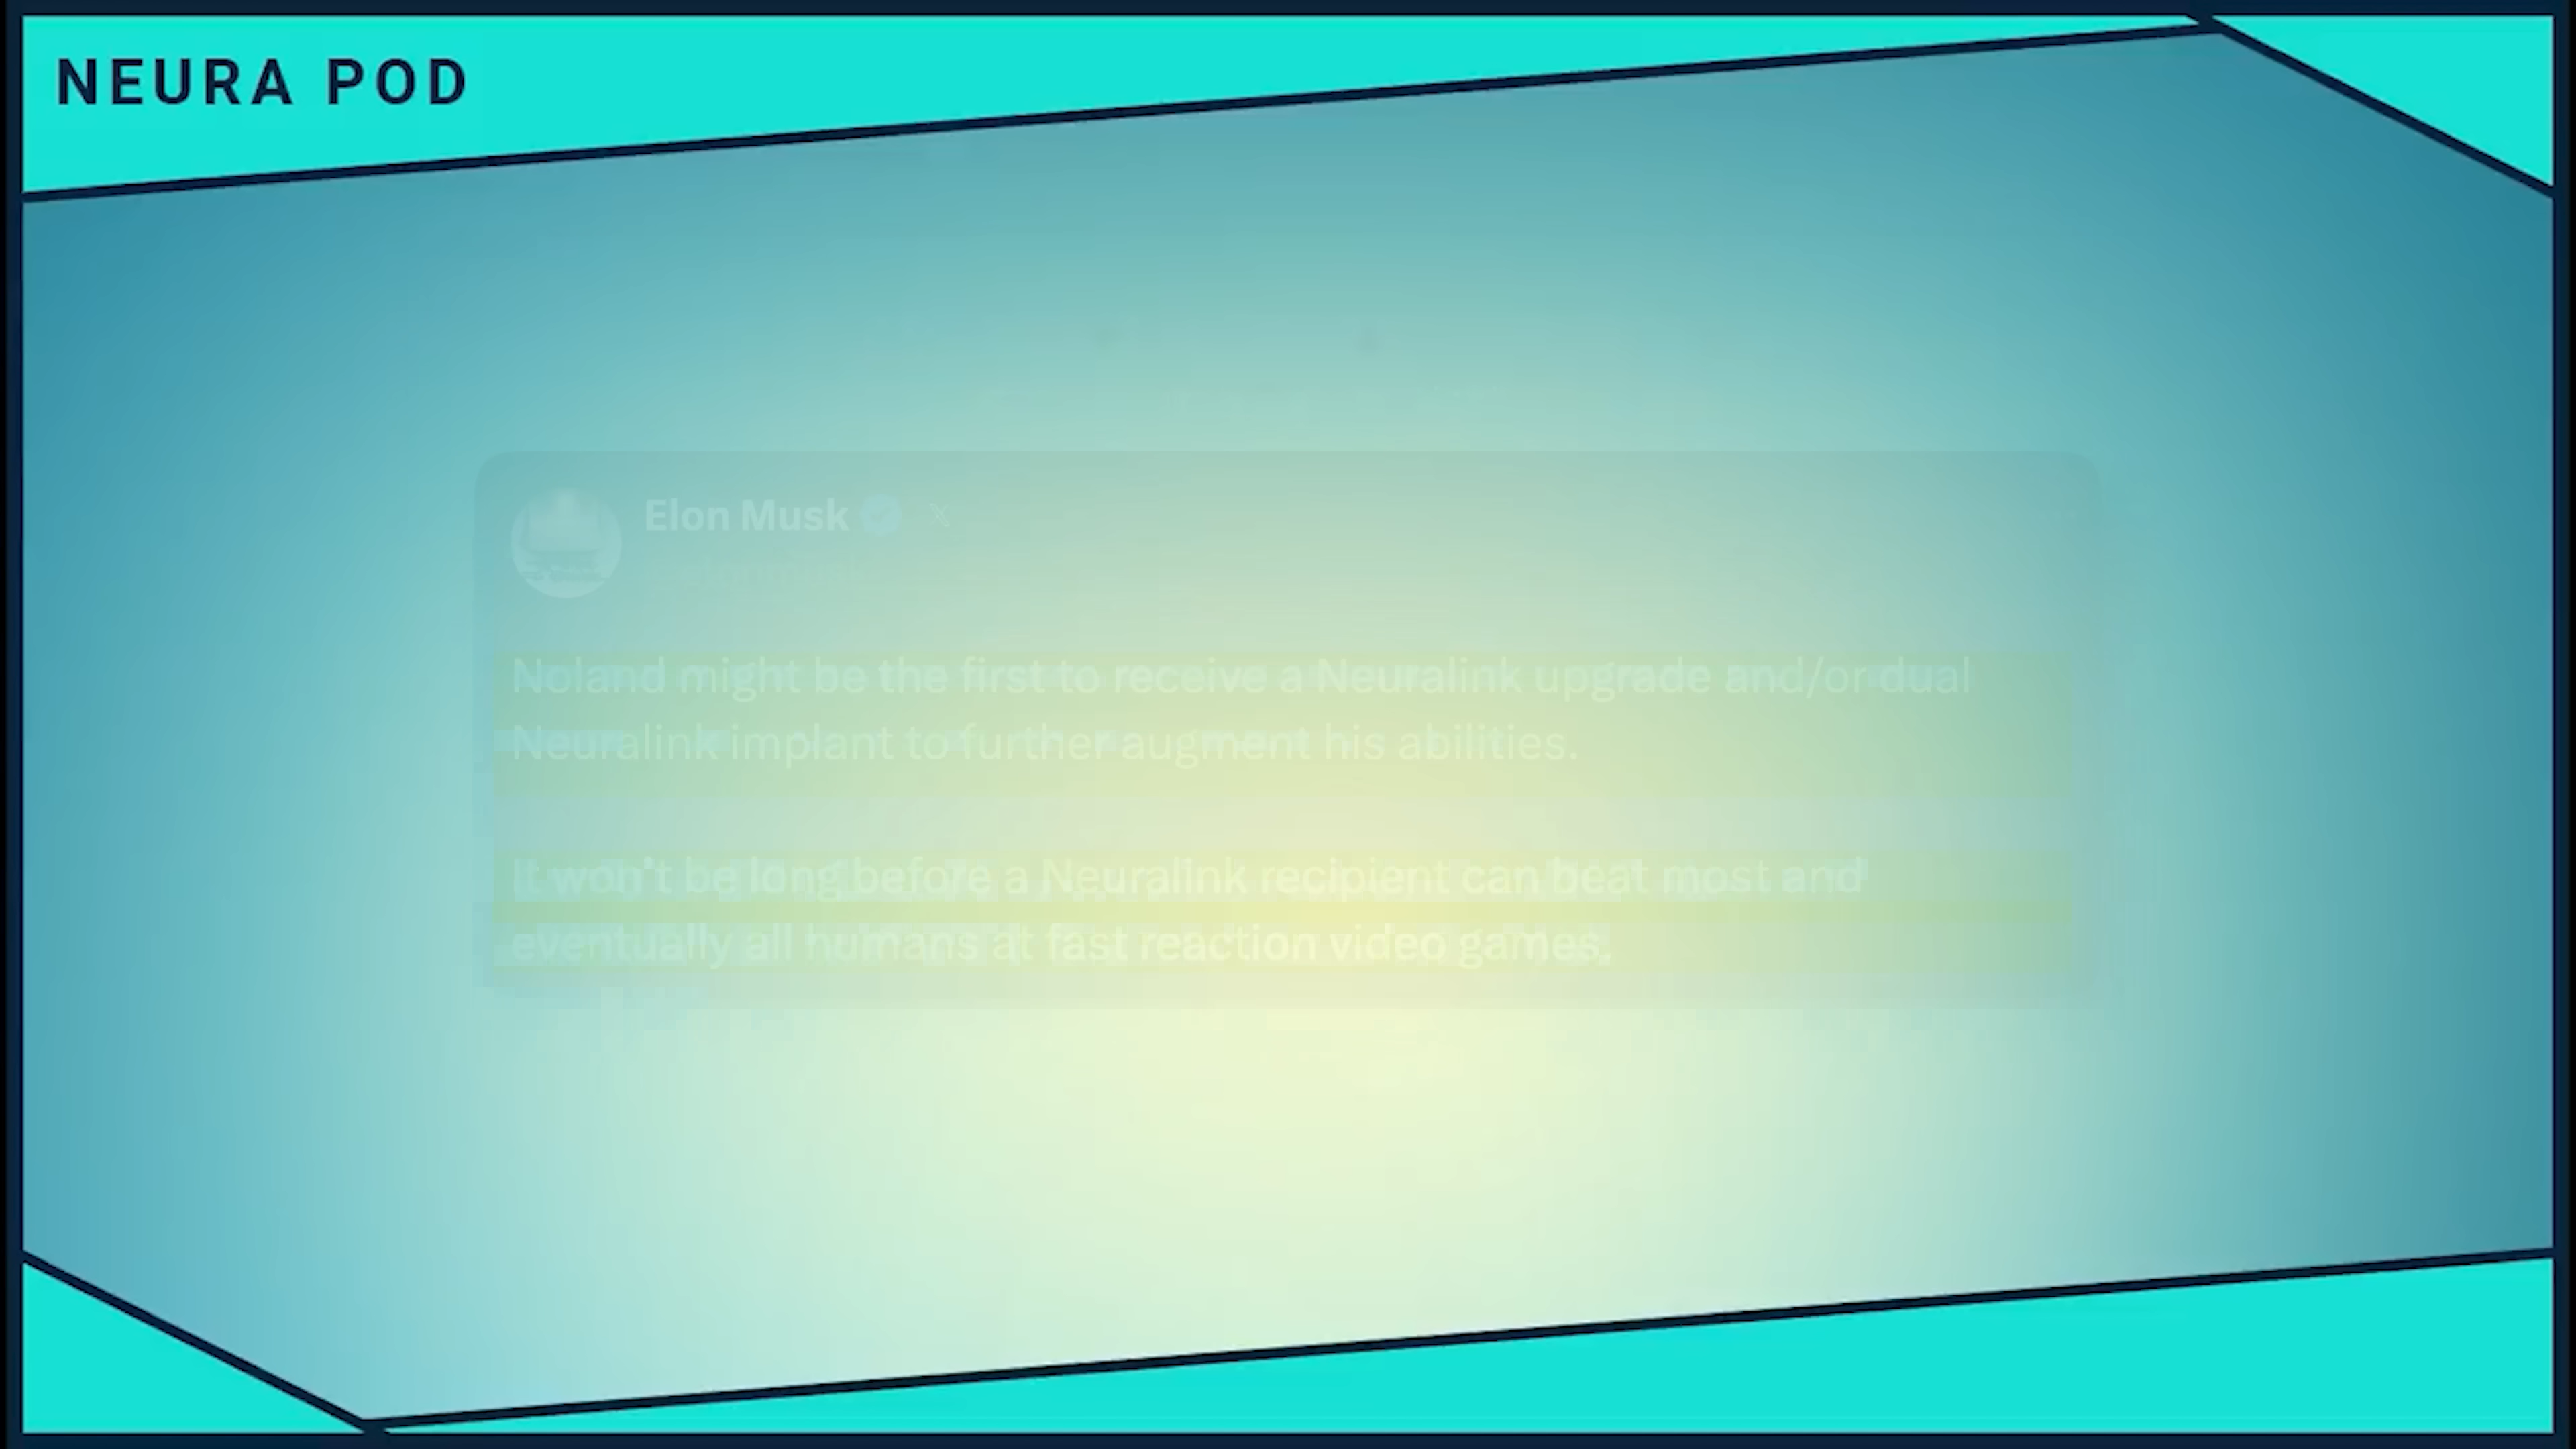 NEURA POD
Elon Musk
Noland might be the first to receive a Neuralink upgrade and/or dual
Neuralink implant to further augment his abilities.
It won't be long before a Neuralink recipient can beat most and
eventually all humans at fast reaction video games.